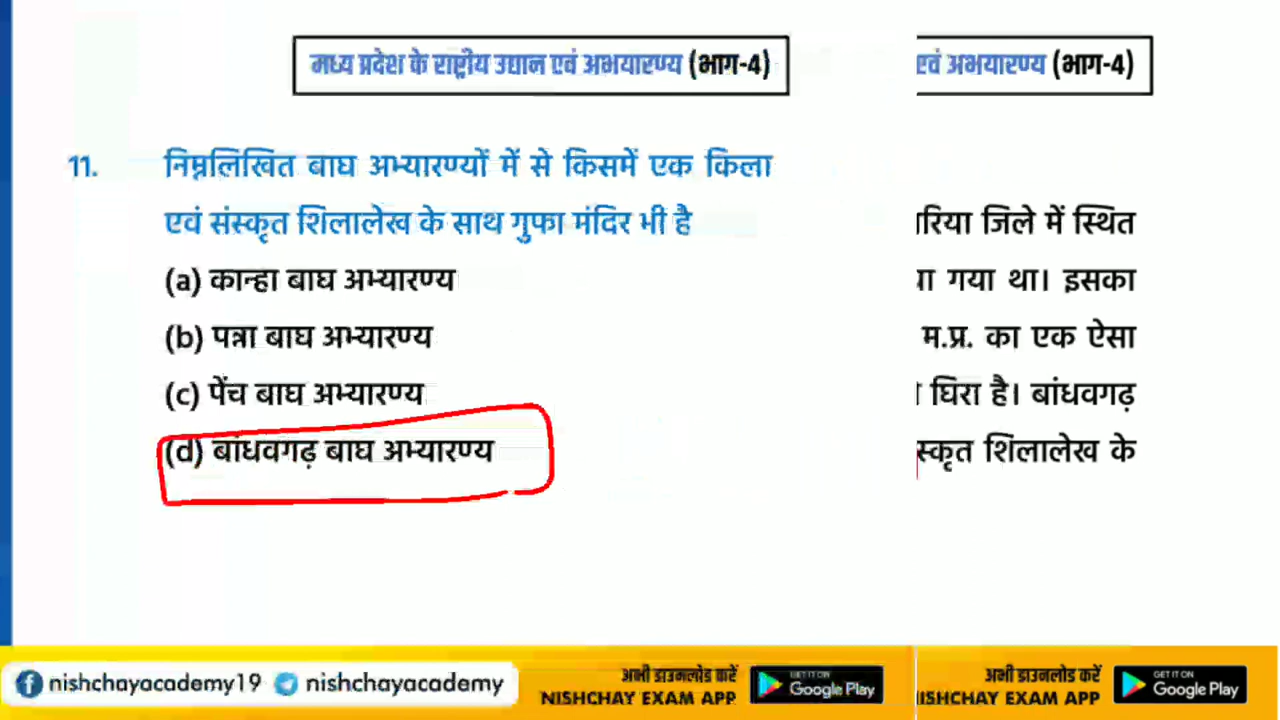 मध्य प्रदेश के राष्ट्रीय उद्यान एवं अभयारण्य (भाग-4)
एवं अभयारण्य (भाग-4)
11. निम्नलिखित बाघ अभ्यारण्यों में से किसमें एक किला
एवं संस्कृत शिलालेख के साथ गुफा मंदिर भी है
(a) कान्हा बाघ अभ्यारण्य
(b) पन्ना बाघ अभ्यारण्य
(c) पेंच बाघ अभ्यारण्य
(d) बांधवगढ़ बाघ अभ्यारण्य
जिले में स्थित
गया था। इसका
म.प्र. का एक ऐसा
घिरा है। बांधवगढ़
शिलालेख के
nishchayacademy19 nishchayacademy
अभी डाउनलोड करें
NISHCHAY EXAM APP
GET IT ON
Google Play
अभी डाउनलोड करें
EXAM APP
GET IT ON
Google Play